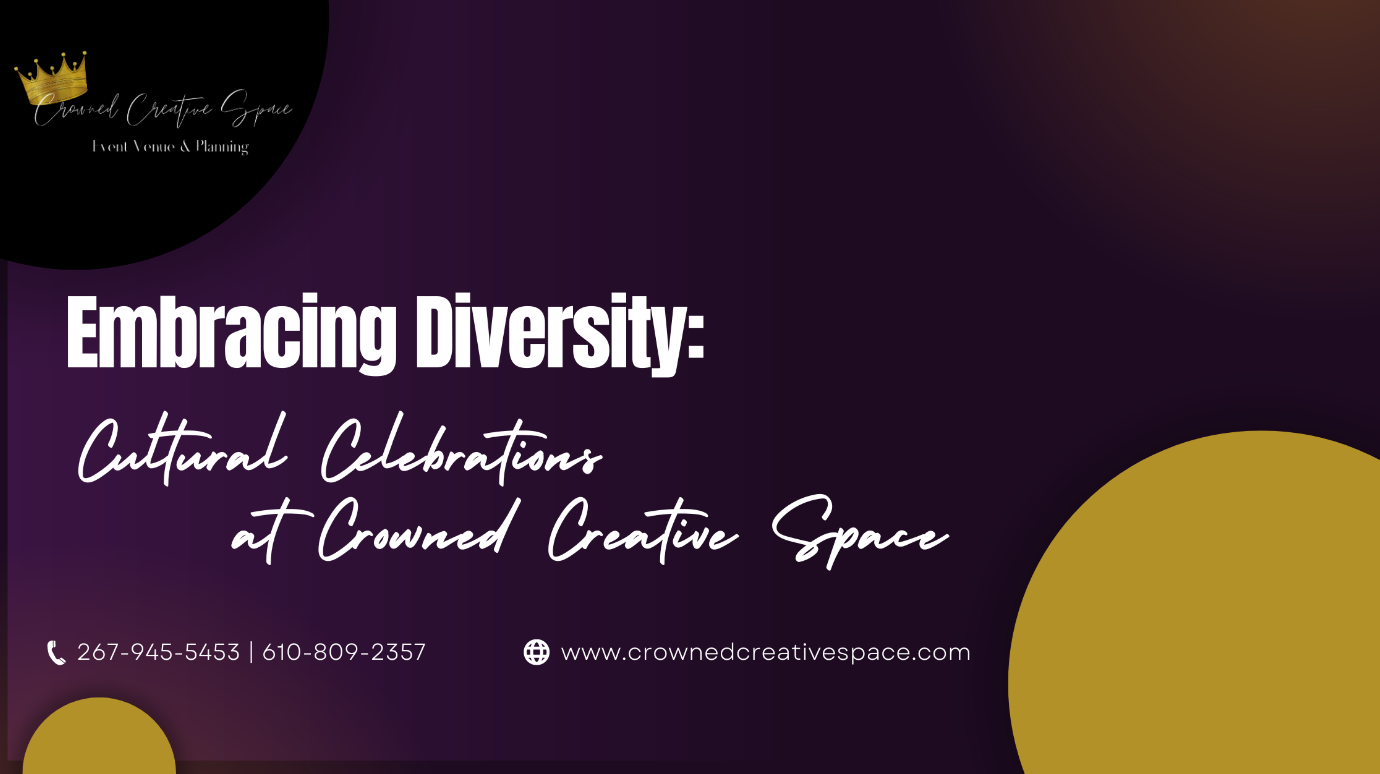 Crowned Creative Space
Event Venue & Planning
Embracing Diversity:
Cultural Celebrations
at Crowned Creative Space
267-945-5453 | 610-809-2357
www.crownedcreativespace.com